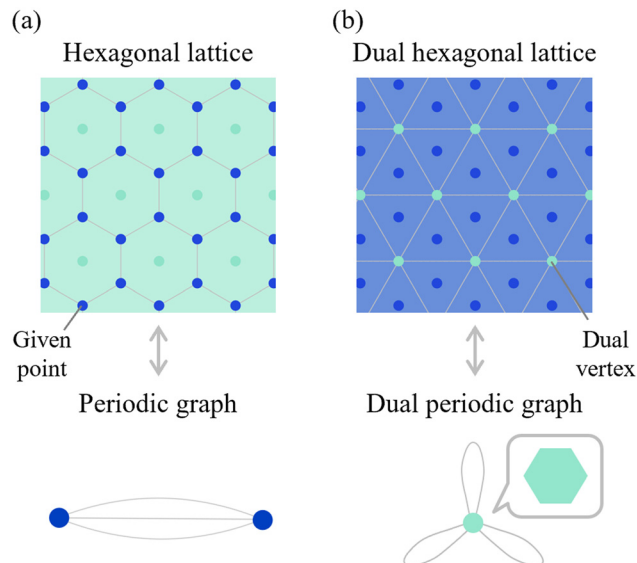 (a)
Hexagonal lattice
Given
point
Periodic graph
(b)
Dual hexagonal lattice
Dual
vertex
Dual periodic graph